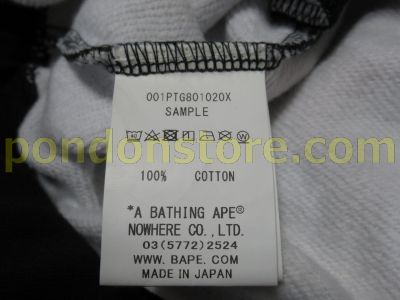 001PTG801020X
SAMPLE
40
pondonstore.com
100% COTTON
*A BATHING APE®
NOWHERE CO.,LTD.
03(5772)2524
WWW.BAPE.COM
MADE IN JAPAN